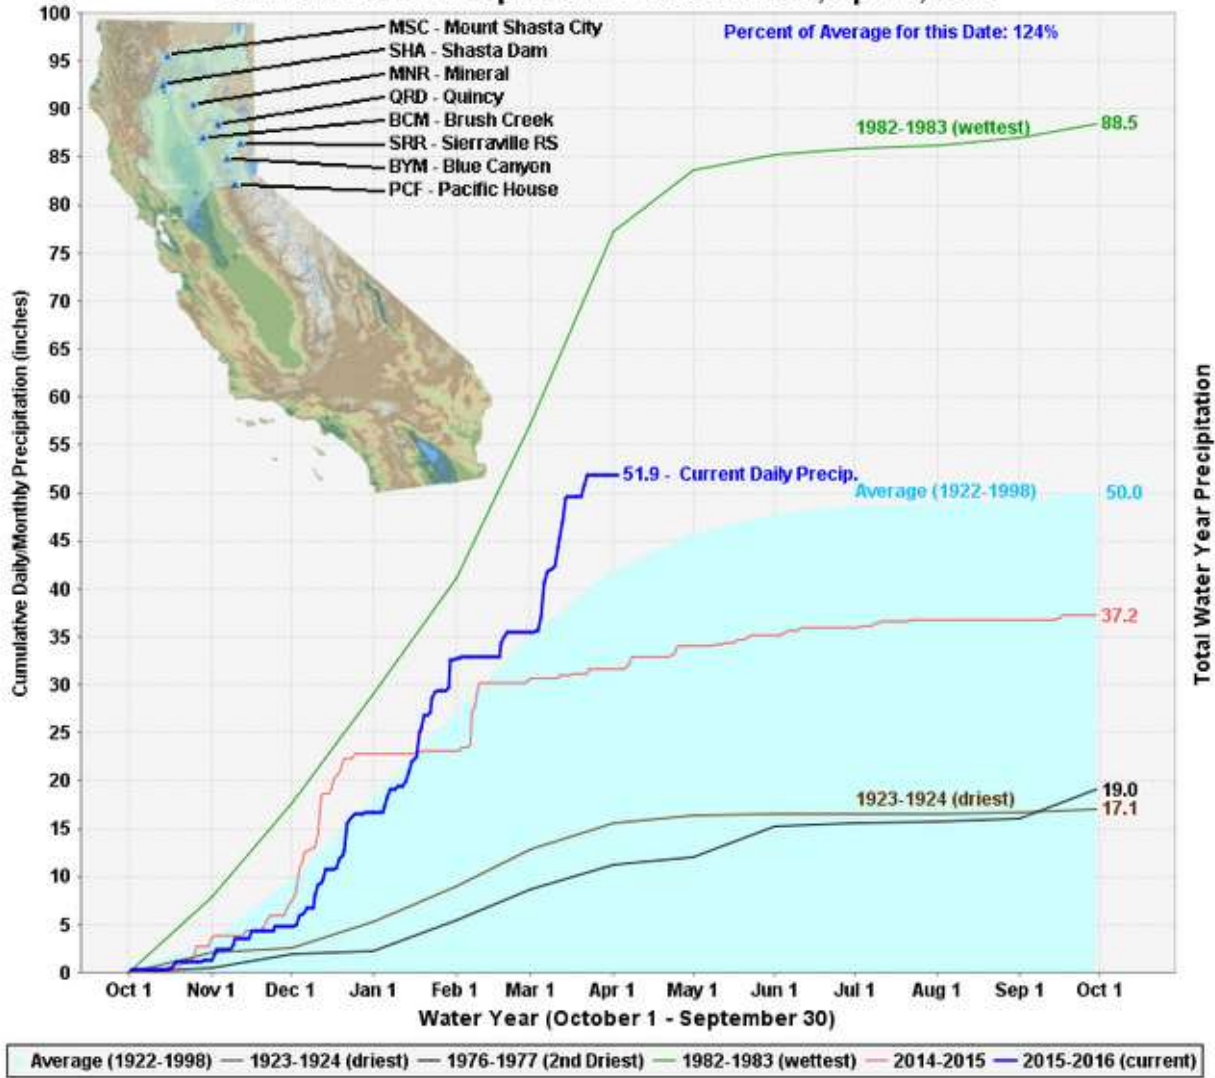 Percent of Average for this Date: 124%
MSC - Mount Shasta City
SHA - Shasta Dam
MNR - Mineral
QRD - Quincy
BCM - Brush Creek
SRR - Sierraville RS
BYM - Blue Canyon
PCF - Pacific House
1982-1983 (wettest)
88.5
51.9 - Current Daily Precip.
Average (1922-1998)
50.0
37.2
1923-1924 (driest)
19.0
17.1
Cumulative Daily/Monthly Precipitation (inches)
100
95
90
85
80
75
70
65
60
55
50
45
40
35
30
25
20
15
10
5
0
Total Water Year Precipitation
Oct 1 Nov 1 Dec 1 Jan 1 Feb 1 Mar 1 Apr 1 May 1 Jun 1 Jul 1 Aug 1 Sep 1 Oct 1
Water Year (October 1 - September 30)
Average (1922-1998) 1923-1924 (driest) 1976-1977 (2nd Driest) 1982-1983 (wettest) 2014-2015 2015-2016 (current)